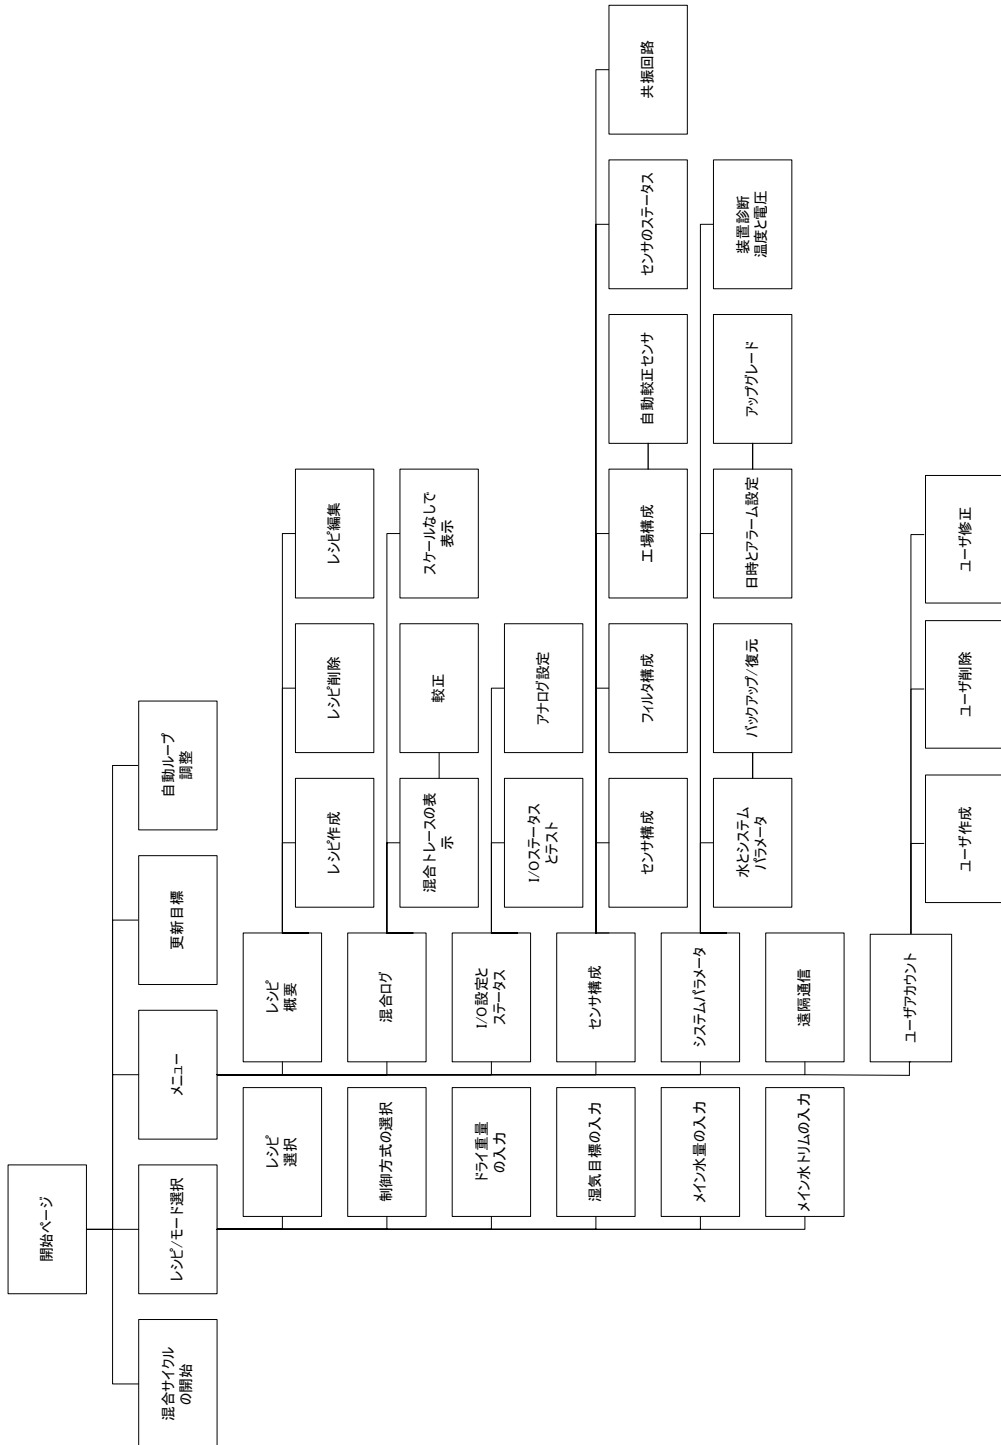 開始ページ
混合サイクル
の開始
レシピ/モード選択
メニュー
更新目標
自動ループ
調整
レシピ
選択
制御方式の選択
ドライ重量
の入力
湿気目標の入力
メイン水量の入力
メイン水トリムの入力
レシピ
概要
レシピ作成
レシピ削除
レシピ編集
混合ログ
混合トレースの表
示
較正
スケールなしで
表示
I/O設定と
ステータス
I/Oステータス
とテスト
アナログ設定
センサ構成
センサ構成
フィルタ構成
工場構成
自動較正センサ
センサのステータス
共振回路
システムパラメータ
水とシステム
パラメータ
バックアップ/復元
日時とアラーム設定
アップグレード
装置診断
温度と電圧
遠隔通信
ユーザアカウント
ユーザ作成
ユーザ削除
ユーザ修正